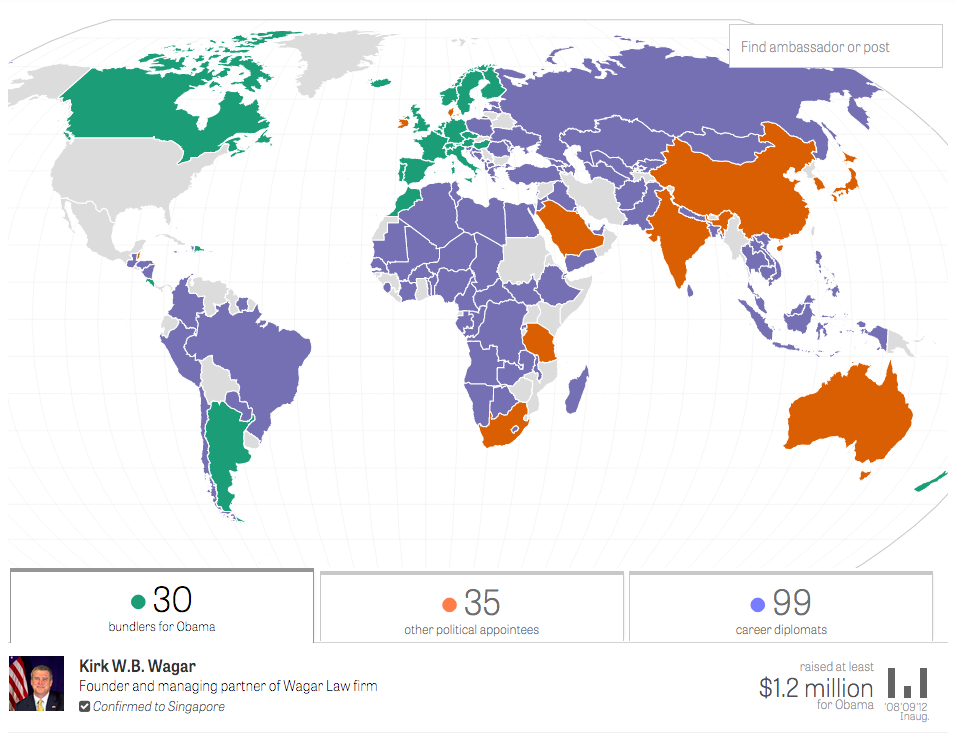 Find ambassador or post
30
bundlers for Obama
35
other political appointees
99
career diplomats
Kirk W.B. Wagar
Founder and managing partner of Wagar Law firm
Confirmed to Singapore
raised at least
$1.2 million
for Obama
'08 '09 '12
Inaug.